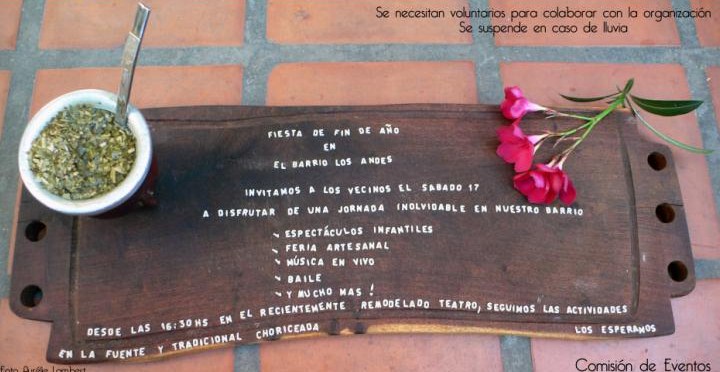 Se necesitan voluntarios para colaborar con la organización
Se suspende en caso de lluvia
FIESTA DE FIN DE AÑO
EN
EL BARRIO LOS ANDES
INVITAMOS A LOS VECINOS EL SABADO 17
A DISFRUTAR DE UNA JORNADA INOLVIDABLE EN NUESTRO BARRIO
ESPECTÁCULOS INFANTILES
FERIA ARTESANAL
MÚSICA EN VIVO
BAILE
Y MUCHO MAS !
DESDE LAS 16:30HS EN EL RECIENTEMENTE REMODELADO TEATRO, SEGUIMOS LAS ACTIVIDADES
EN LA FUENTE Y TRADICIONAL CHORICEADA
LOS ESPERAMOS
Foto Aurélie Lambert
Comisión de Eventos